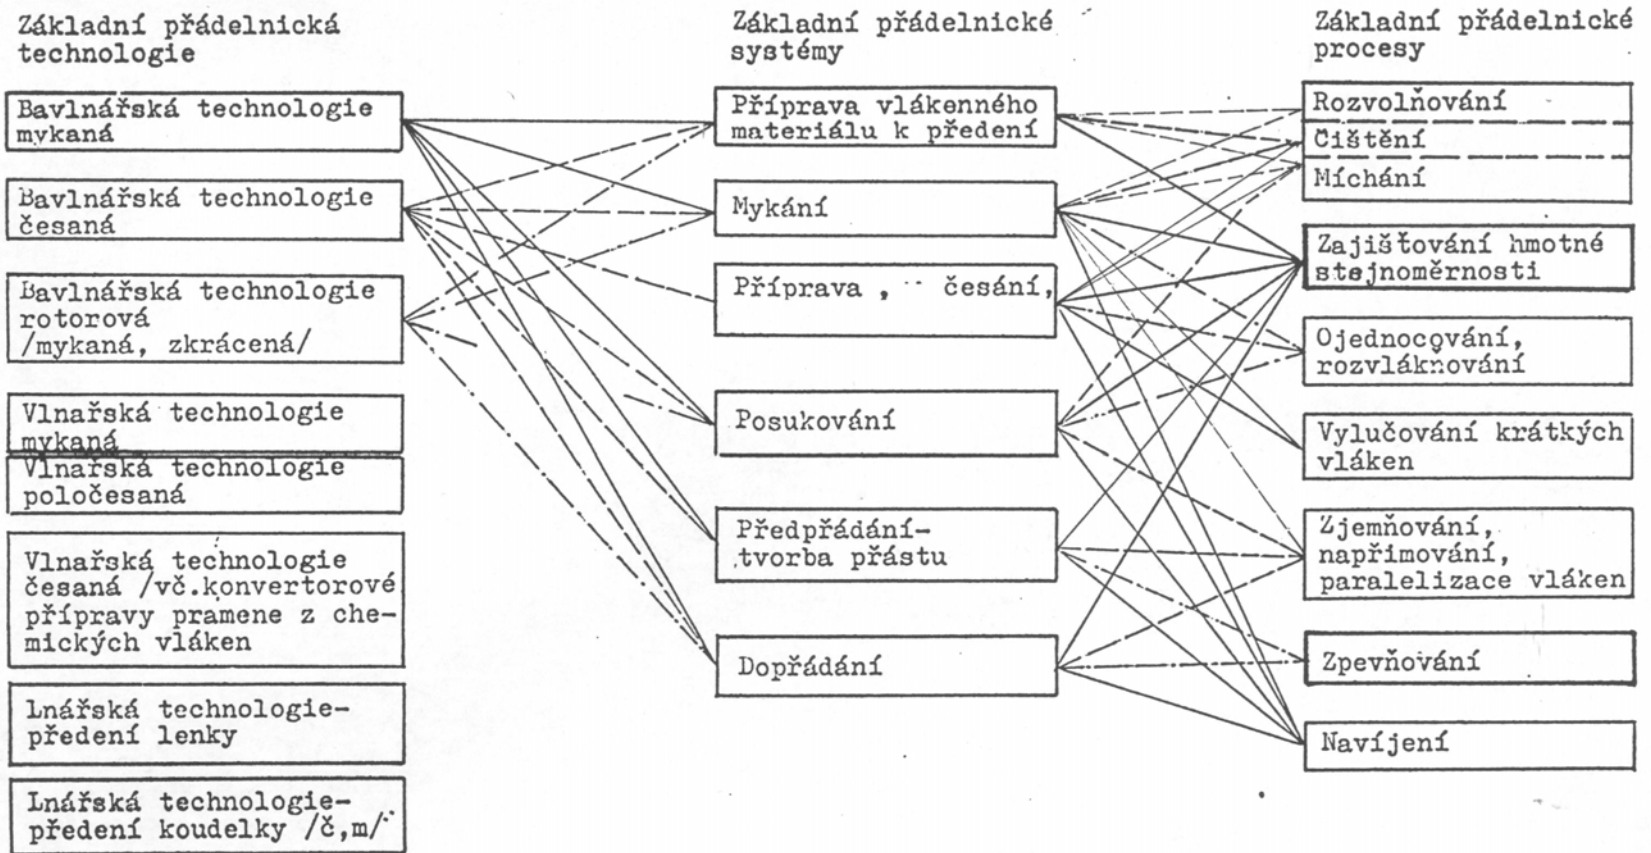 Základní přádelnická
technologie
Bavlnářská technologie
mykaná
Bavlnářská technologie
česaná
Bavlnářská technologie
rotorová
/mykaná, zkrácená/
Vlnařská technologie
mykaná
Vlnařská technologie
poločesaná
Vlnařská technologie
česaná /vč.konvertorové
přípravy pramene z che-
mických vláken
Lnářská technologie-
předení lenky
Lnářská technologie-
předení koudelky /č,m/
Základní přádelnické
systémy
Příprava vlákenného
materiálu k předení
Mykání
Příprava , česání,
Posukování
Předpřádání-
tvorba přástu
Dopřádání
Základní přádelnické
procesy
Rozvolňování
Čištění
Míchání
Zajišťování hmotné
stejnoměrnosti
Ojednocování,
rozvlákňování
Vylučování krátkých
vláken
Zjemňování,
napřimování,
paralelizace vláken
Zpevňování
Navíjení